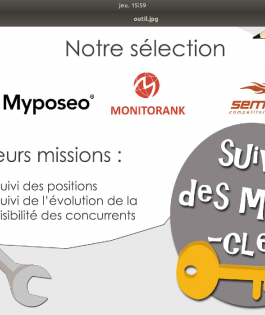 jeu. 15:59
outil.jpg
Notre sélection
Myposeo®
MONITORANK
eurs missions :
uivi des positions
uivi de l'évolution de la
isibilité des concurrents
SUIV
des M
-CLE